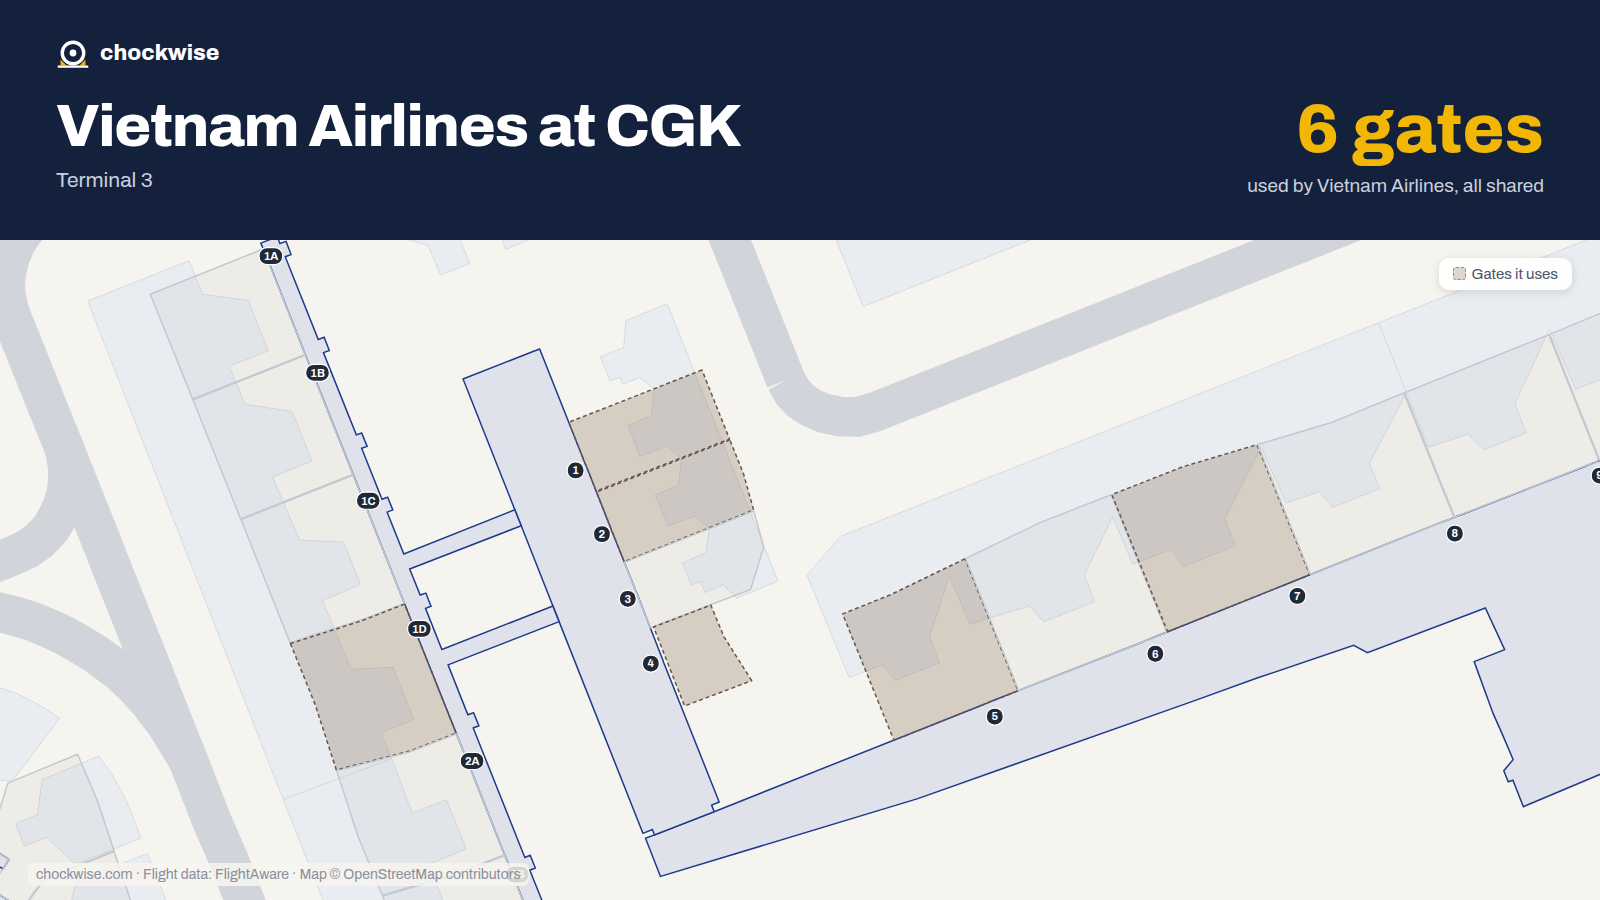 chockwise
Vietnam Airlines at CGK
Terminal 3
6 gates
used by Vietnam Airlines, all shared
Gates it uses
1A
1B
1C
1D
2A
1
2
3
4
5
6
7
8
9
chockwise.com · Flight data: FlightAware · Map © OpenStreetMap contributors